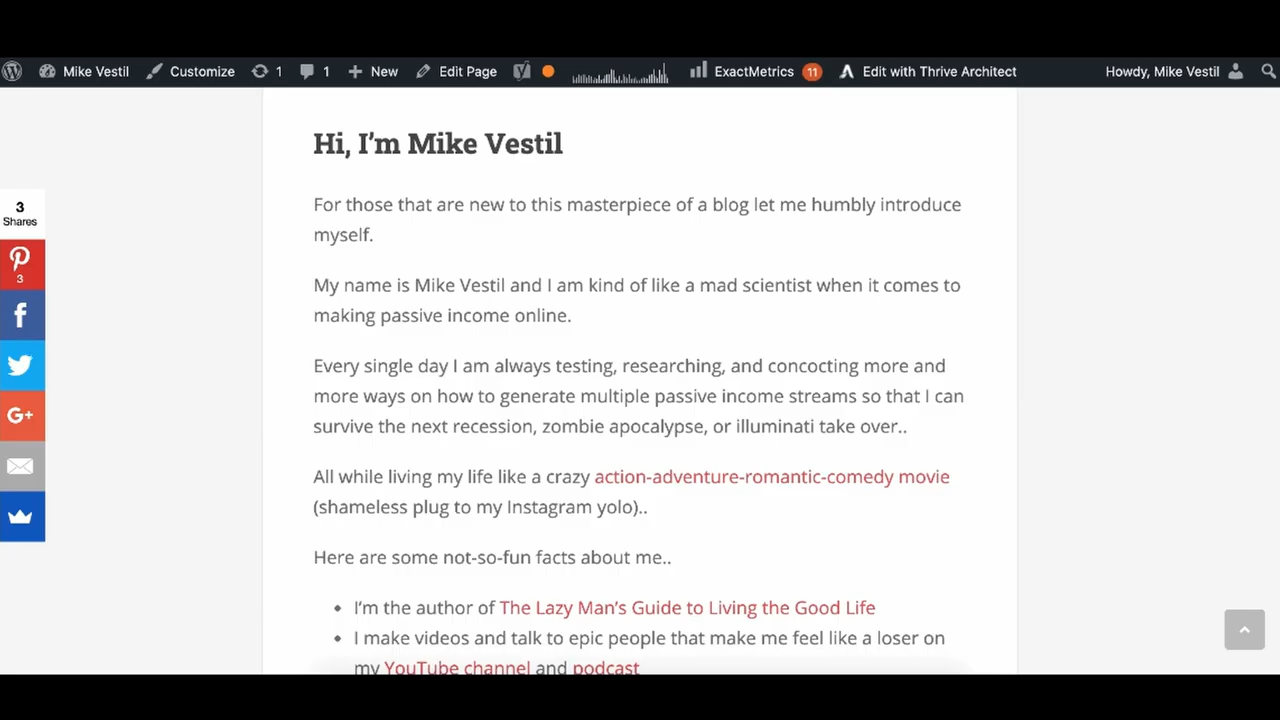 Mike Vestil Customize 1 1 New Edit Page ExactMetrics 11 Edit with Thrive Architect Howdy, Mike Vestil
Hi, I'm Mike Vestil
For those that are new to this masterpiece of a blog let me humbly introduce
myself.
My name is Mike Vestil and I am kind of like a mad scientist when it comes to
making passive income online.
Every single day I am always testing, researching, and concocting more and
more ways on how to generate multiple passive income streams so that I can
survive the next recession, zombie apocalypse, or illuminati take over..
All while living my life like a crazy action-adventure-romantic-comedy movie
(shameless plug to my Instagram yolo)..
Here are some not-so-fun facts about me..
• I'm the author of The Lazy Man's Guide to Living the Good Life
• I make videos and talk to epic people that make me feel like a loser on
my YouTube channel and podcast
3
Shares
3
G+